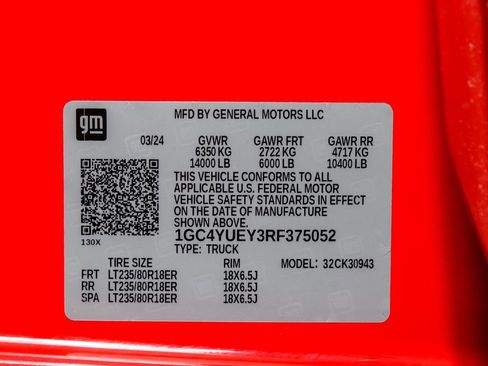 gm
MFD BY GENERAL MOTORS LLC
03/24 GVWR GAWR FRT GAWR RR
6350 KG 2722 KG 4717 KG
14000 LB 6000 LB 10400 LB
THIS VEHICLE CONFORMS TO ALL
APPLICABLE U.S. FEDERAL MOTOR
VEHICLE SAFETY STANDARDS IN EFFECT
ON THE DATE OF MANUFACTURE
SHOWN ABOVE.
130X
1GC4YUEY3RF375052
TYPE: TRUCK
TIRE SIZE RIM MODEL: 32CK30943
FRT LT235/80R18ER 18X6.5J
RR LT235/80R18ER 18X6.5J
SPA LT235/80R18ER 18X6.5J